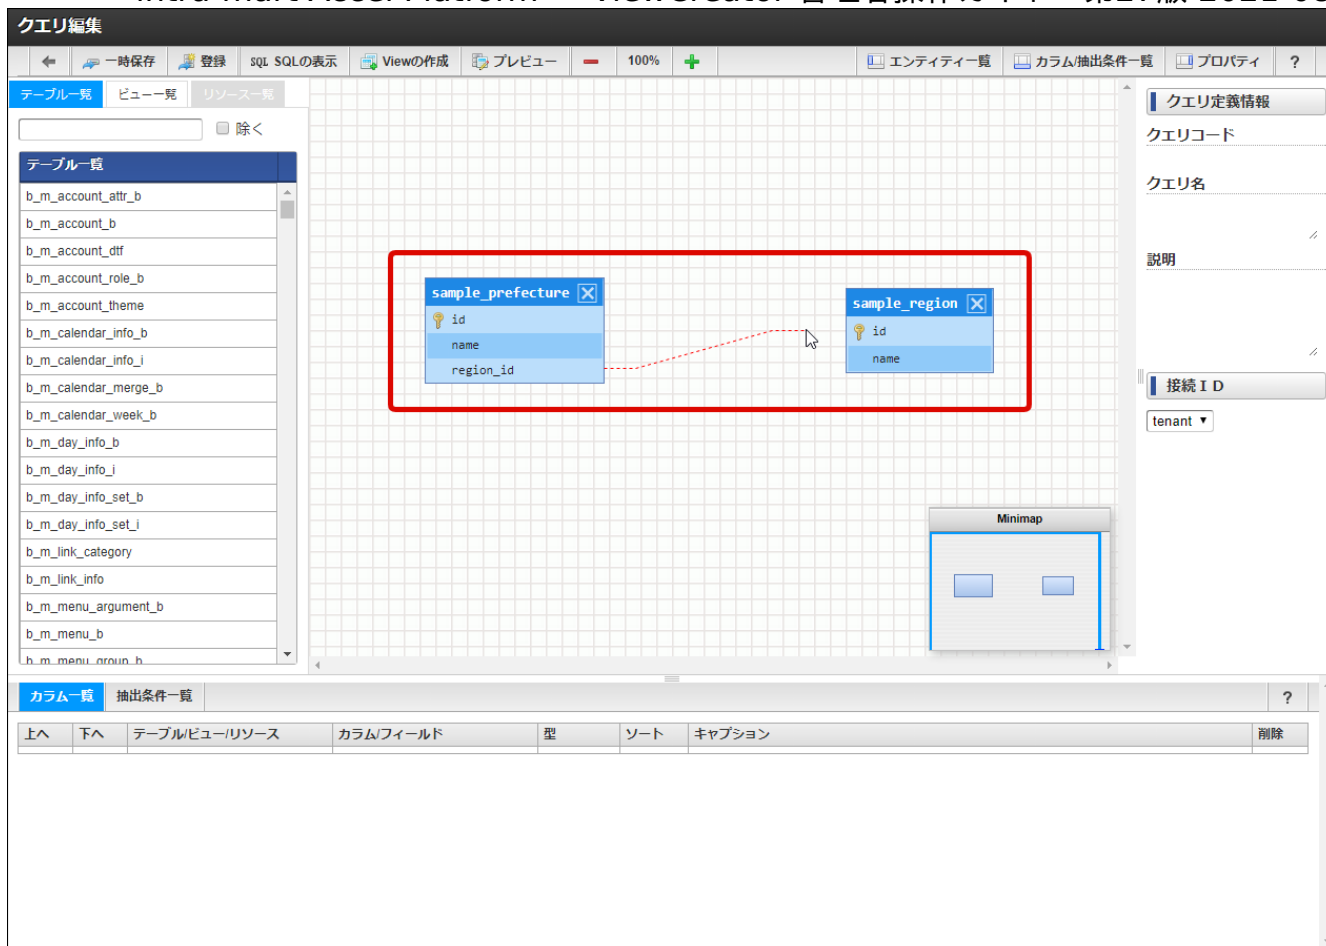 クエリ編集
一時保存 登録 SQL SQLの表示 Viewの作成 プレビュー 100% エンティティ一覧 カラム/抽出条件一覧 プロパティ ?
テーブル一覧 ビュー一覧 リソース一覧
除く
テーブル一覧
b_m_account_attr_b
b_m_account_b
b_m_account_dtf
b_m_account_role_b
b_m_account_theme
b_m_calendar_info_b
b_m_calendar_info_i
b_m_calendar_merge_b
b_m_calendar_week_b
b_m_day_info_b
b_m_day_info_i
b_m_day_info_set_b
b_m_day_info_set_i
b_m_link_category
b_m_link_info
b_m_menu_argument_b
b_m_menu_b
b_m_menu_group_b
sample_prefecture
id
name
region_id
sample_region
id
name
Minimap
クエリ定義情報
クエリコード
クエリ名
説明
接続ID
tenant
カラム一覧 抽出条件一覧 ?
上へ 下へ テーブル/ビュー/リソース カラム/フィールド 型 ソート キャプション 削除